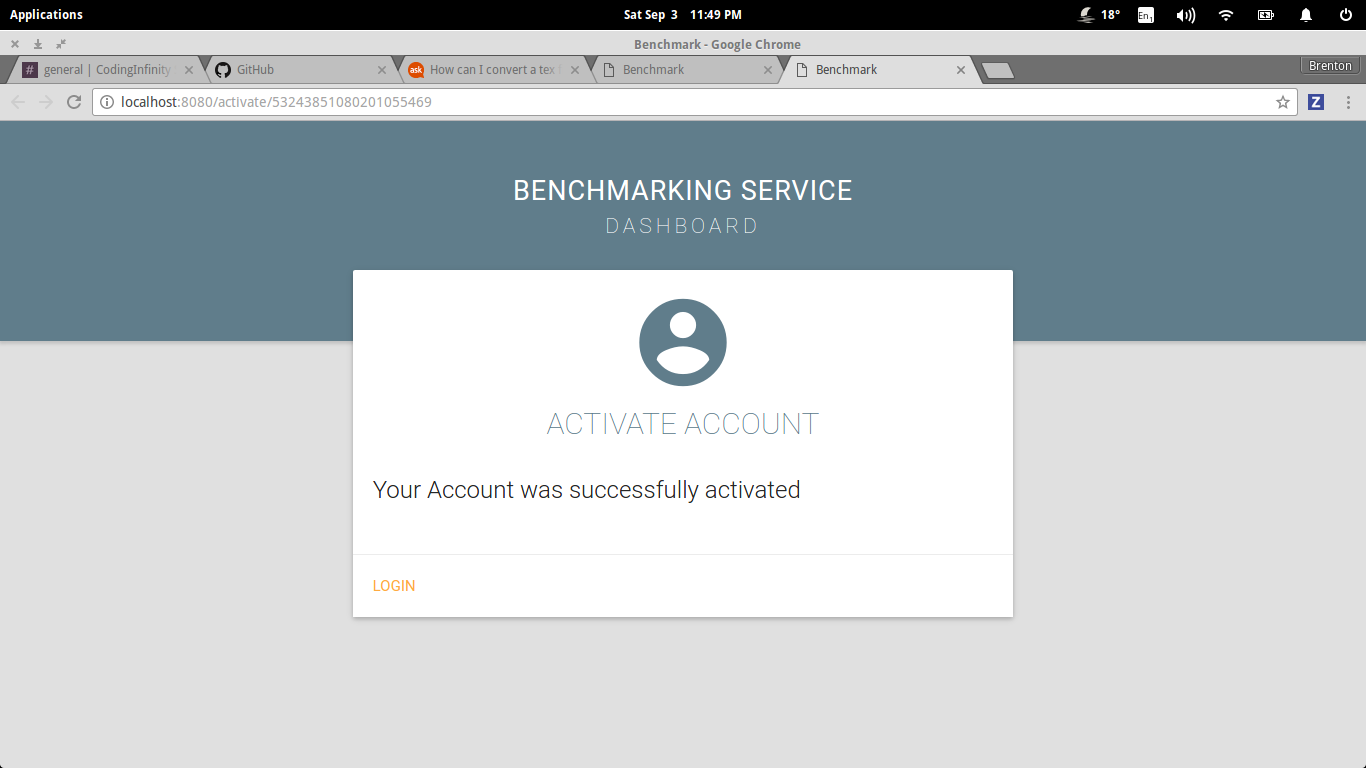 Applications
Sat Sep 3 11:49 PM
18°
En1
Benchmark - Google Chrome
general | CodingInfinity
GitHub
ask
How can I convert a tex
Benchmark
Benchmark
Brenton
localhost:8080/activate/53243851080201055469
Z
BENCHMARKING SERVICE
DASHBOARD
ACTIVATE ACCOUNT
Your Account was successfully activated
LOGIN